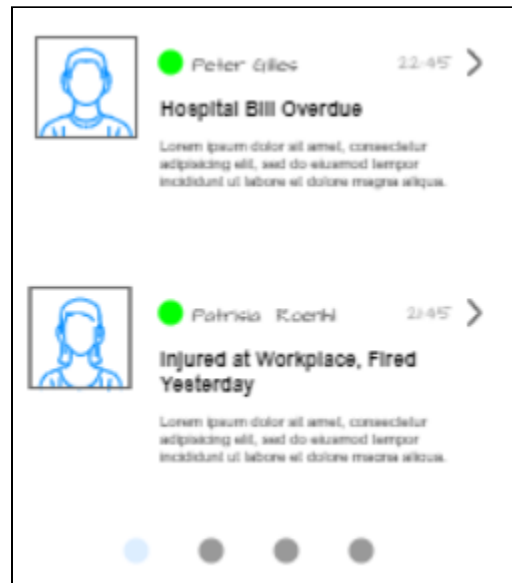 Peter Gilles
22:45
Hospital Bill Overdue
Lorem ipsum dolor sit amet, consectetur
adipisicing elit, sed do eiusmod tempor
incididunt ut labore et dolore magna aliqua.
Patrisia
21:45
Injured at Workplace, Fired
Yesterday
Lorem ipsum dolor sit amet, consectetur
adipisicing elit, sed do eiusmod tempor
incididunt ut labore et dolore magna aliqua.